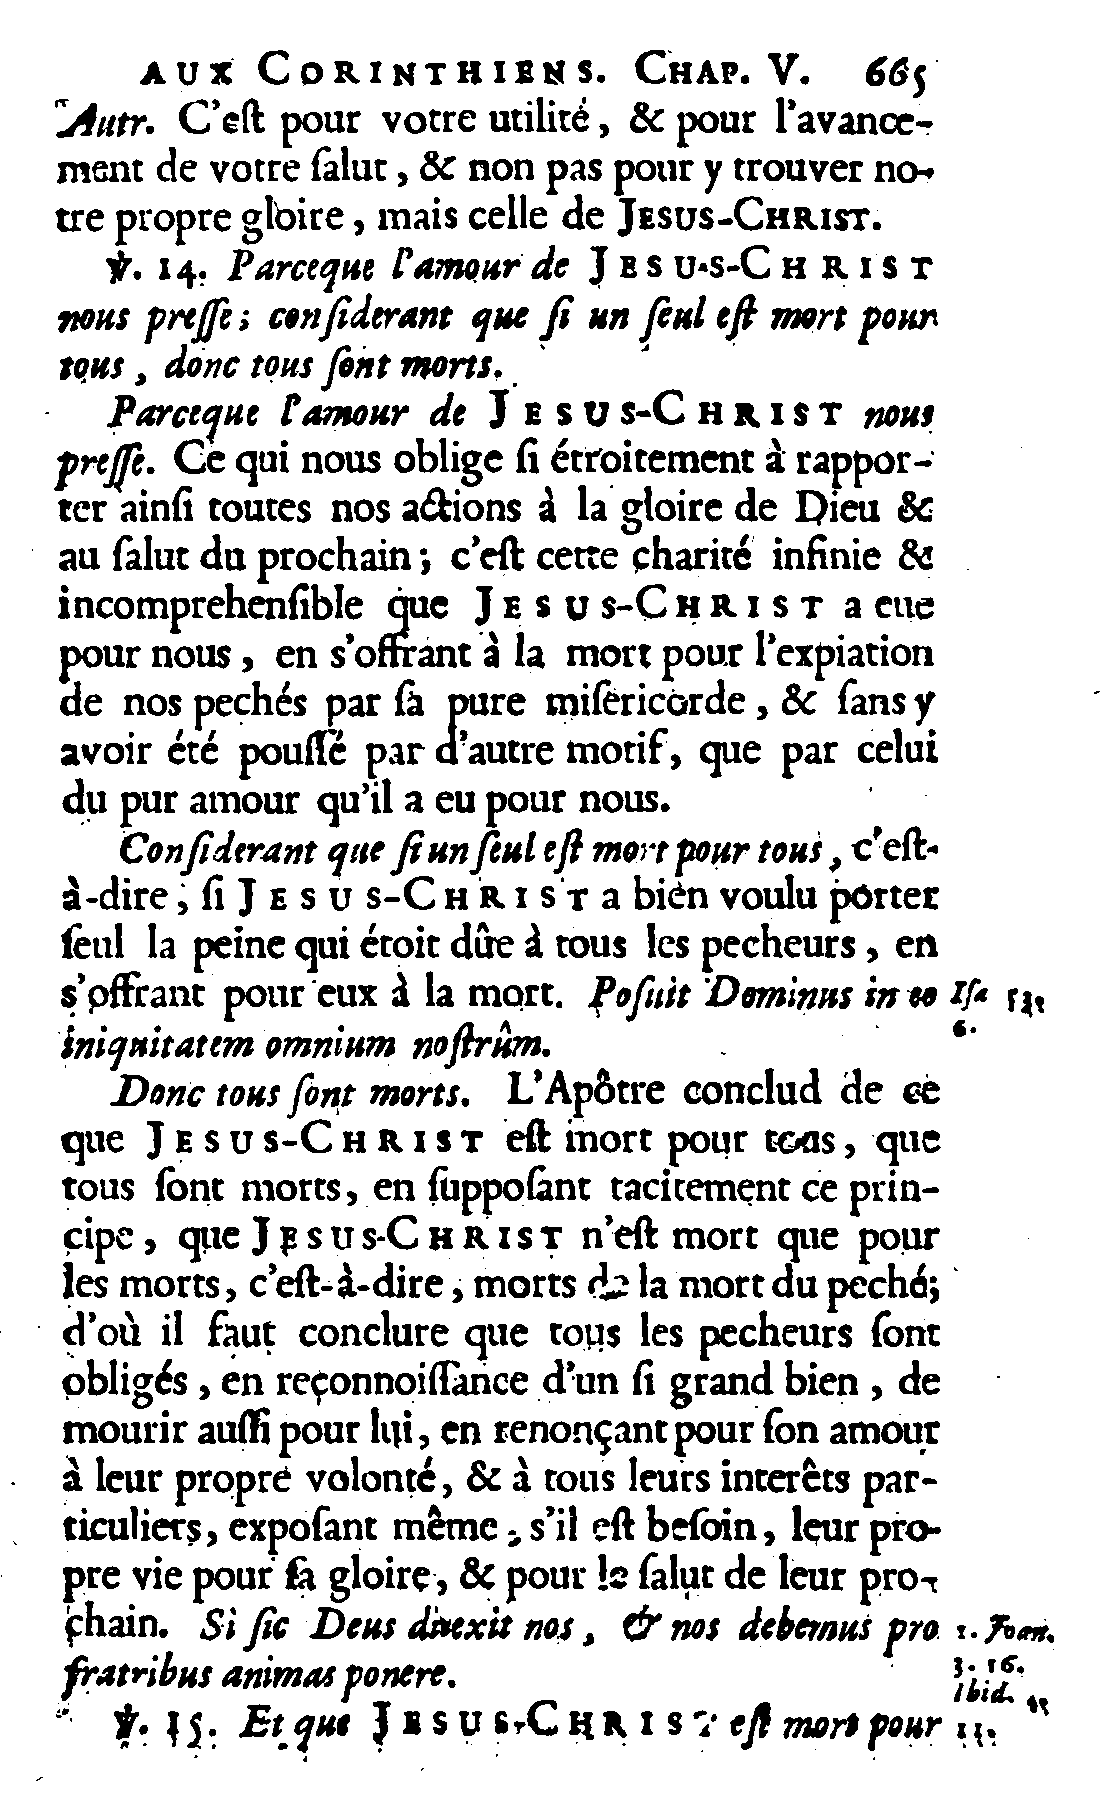 AUX CORINTHIENS. CHAP. V. 665
Autr. C'eſt pour votre utilité, & pour l'avance-
ment de votre ſalut, & non pas pour y trouver no-
tre propre gloire, mais celle de JESUS-CHRIST.
℣. 14. Parceque l'amour de JESUS-CHRIST
nous preſſe; conſiderant que ſi un ſeul eſt mort pour
tous, donc tous ſont morts.
Parceque l'amour de JESUS-CHRIST nous
preſſe. Ce qui nous oblige ſi étroitement à rappor-
ter ainſi toutes nos actions à la gloire de Dieu &
au ſalut du prochain; c'eſt cette charité infinie &
incomprehenſible que JESUS-CHRIST a eue
pour nous, en s'offrant à la mort pour l'expiation
de nos pechés par ſa pure miſericorde, & ſans y
avoir été pouſſé par d'autre motif, que par celui
du pur amour qu'il a eu pour nous.
Conſiderant que ſi un ſeul eſt mort pour tous, c'eſt-
à-dire, ſi JESUS-CHRIST a bien voulu porter
ſeul la peine qui étoit dûe à tous les pecheurs, en
s'offrant pour eux à la mort. Poſuit Dominus in eo Iſa 53.
iniquitatem omnium noſtrûm. 6.
Donc tous ſont morts. L'Apôtre conclud de ce
que JESUS-CHRIST eſt mort pour tous, que
tous ſont morts, en ſuppoſant tacitement ce prin-
cipe, que JESUS-CHRIST n'eſt mort que pour
les morts, c'eſt-à-dire, morts de la mort du peché;
d'où il faut conclure que tous les pecheurs ſont
obligés, en reconnoiſſance d'un ſi grand bien, de
mourir auſſi pour lui, en renonçant pour ſon amour
à leur propre volonté, & à tous leurs interêts par-
ticuliers, expoſant même, s'il eſt beſoin, leur pro-
pre vie pour ſa gloire, & pour le ſalut de leur pro-
chain. Si ſic Deus dilexit nos, & nos debemus pro 1. Joan.
fratribus animas ponere. 3. 16.
Ibid.
℣. 15. Et que JESUS-CHRIST eſt mort pour 11.